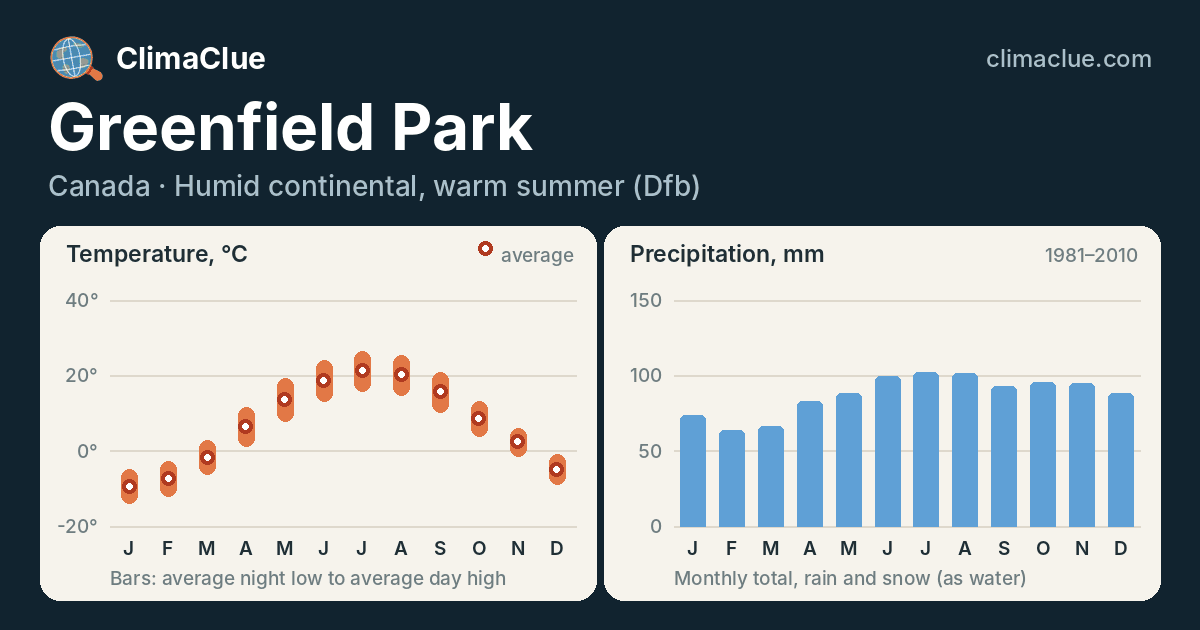 ClimaClue
climaclue.com
Greenfield Park
Canada · Humid continental, warm summer (Dfb)
Temperature, °C
average
40°
20°
0°
-20°
J F M A M J J A S O N D
Bars: average night low to average day high
Precipitation, mm
1981–2010
150
100
50
0
J F M A M J J A S O N D
Monthly total, rain and snow (as water)